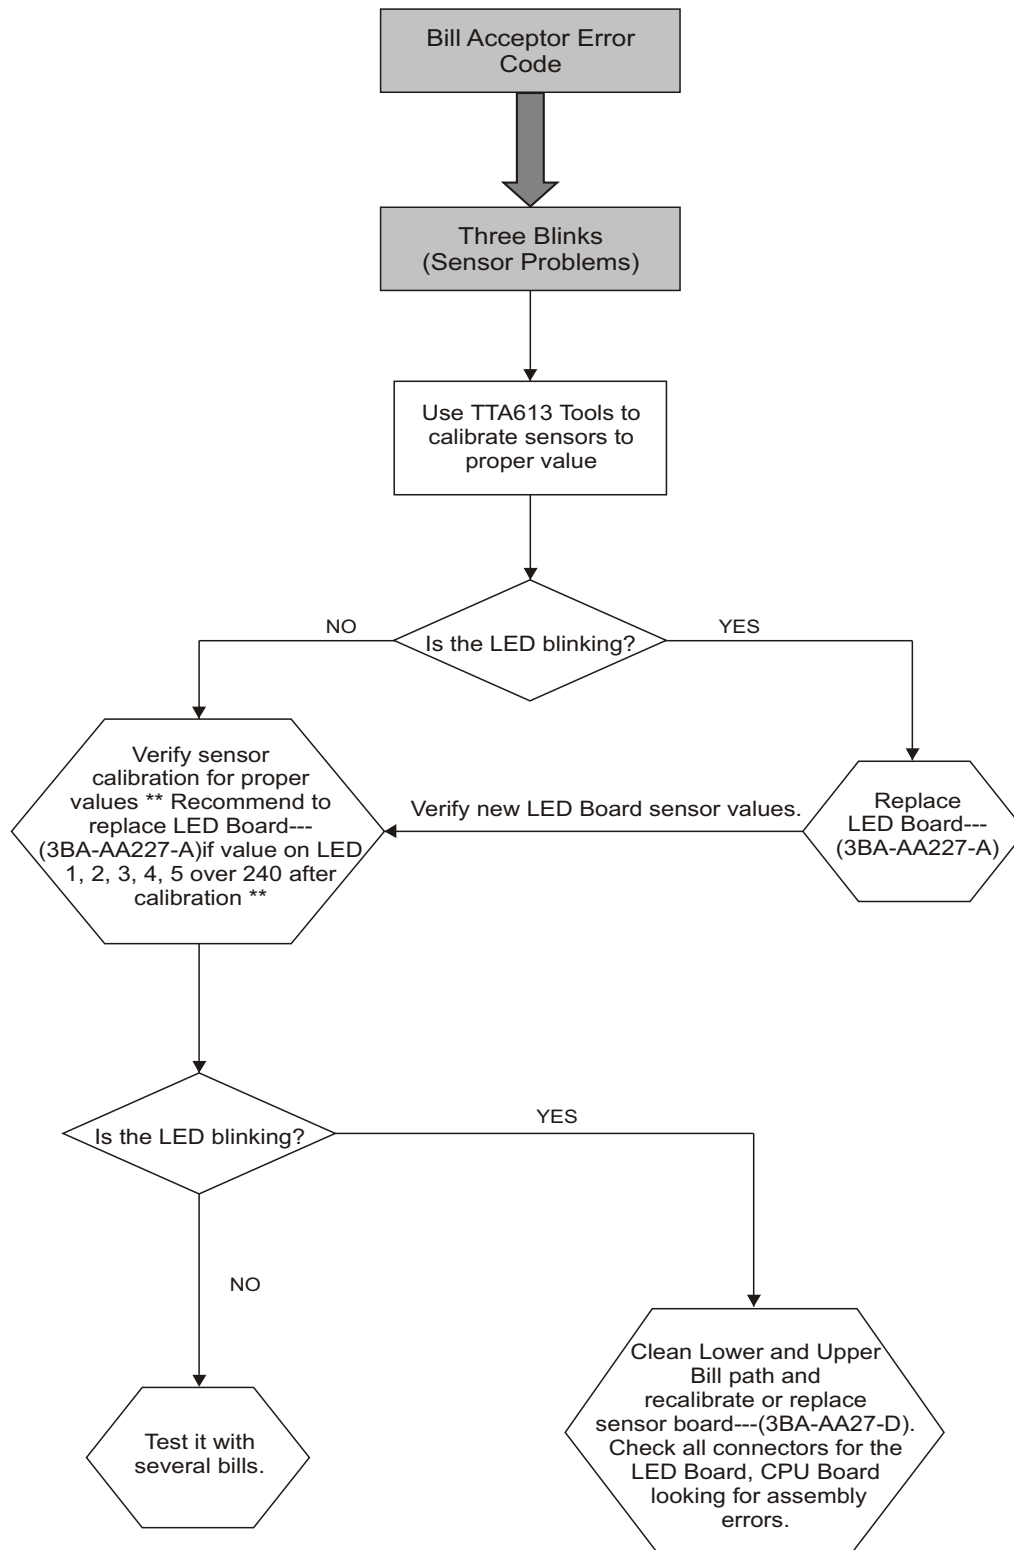 Bill Acceptor Error
Code
Three Blinks
(Sensor Problems)
Use TTA613 Tools to
calibrate sensors to
proper value
Is the LED blinking?
NO
YES
Verify sensor
calibration for proper
values ** Recommend to
replace LED Board---
(3BA-AA227-A)if value on LED
1, 2, 3, 4, 5 over 240 after
calibration **
Verify new LED Board sensor values.
Replace
LED Board---
(3BA-AA227-A)
Is the LED blinking?
YES
NO
Test it with
several bills.
Clean Lower and Upper
Bill path and
recalibrate or replace
sensor board---(3BA-AA27-D).
Check all connectors for the
LED Board, CPU Board
looking for assembly
errors.